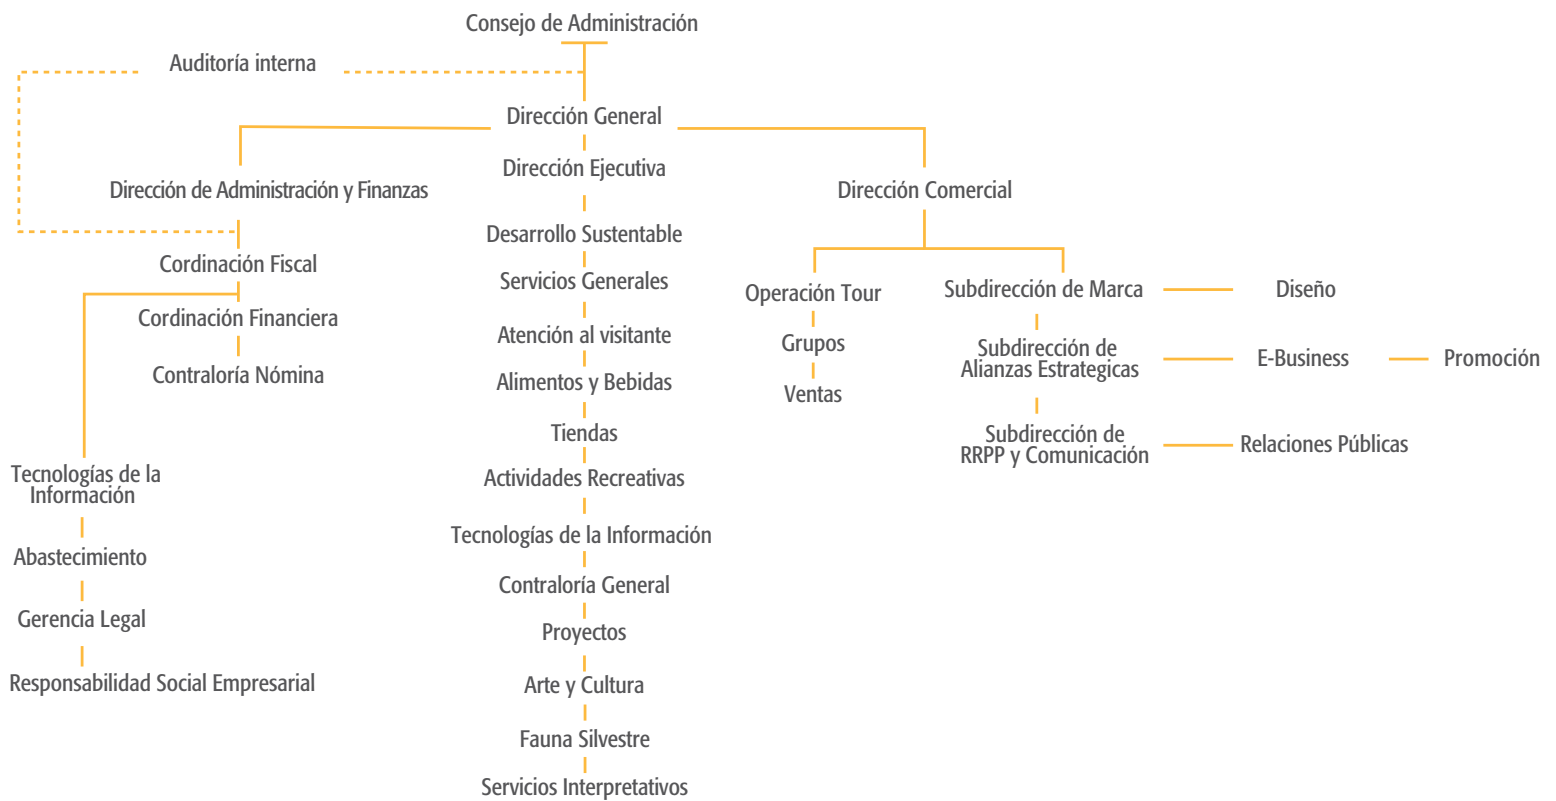 Consejo de Administración
Auditoría interna
Dirección General
Dirección de Administración y Finanzas
Cordinación Fiscal
Cordinación Financiera
Contraloría Nómina
Tecnologías de la
Información
Abastecimiento
Gerencia Legal
Responsabilidad Social Empresarial
Dirección Ejecutiva
Desarrollo Sustentable
Servicios Generales
Atención al visitante
Alimentos y Bebidas
Tiendas
Actividades Recreativas
Tecnologías de la Información
Contraloría General
Proyectos
Arte y Cultura
Fauna Silvestre
Servicios Interpretativos
Dirección Comercial
Operación Tour
Grupos
Ventas
Subdirección de Marca
Diseño
Subdirección de
Alianzas Estrategicas
E-Business
Promoción
Subdirección de
RRPP y Comunicación
Relaciones Públicas